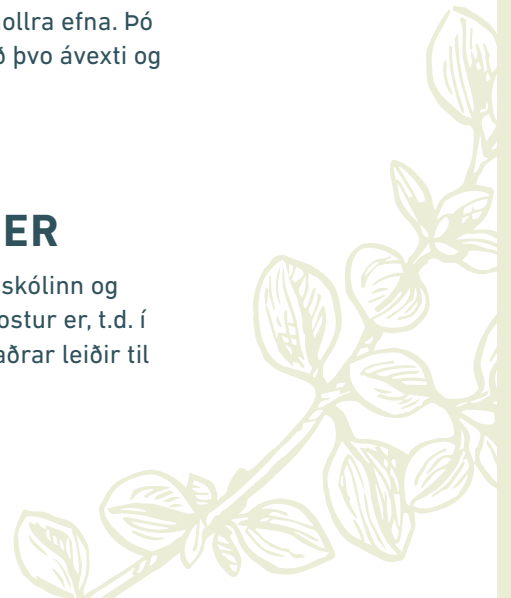 ollra efna. Þó
ð þvo ávexti og
ER
skólinn og
ostur er, t.d. í
aðrar leiðir til